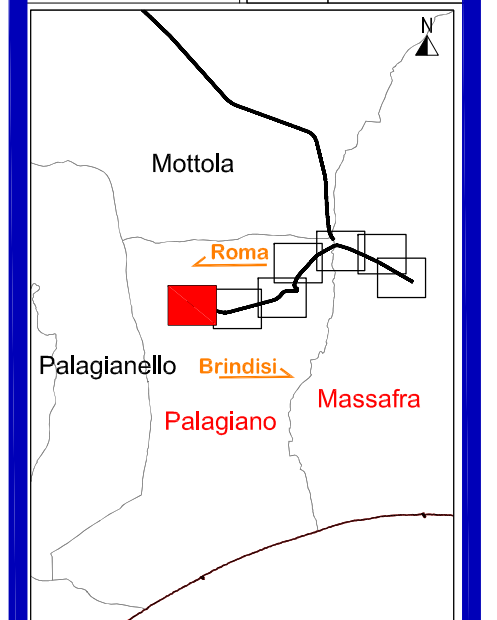 N
Mottola
Roma
Palagianello
Brindisi
Massafra
Palagiano